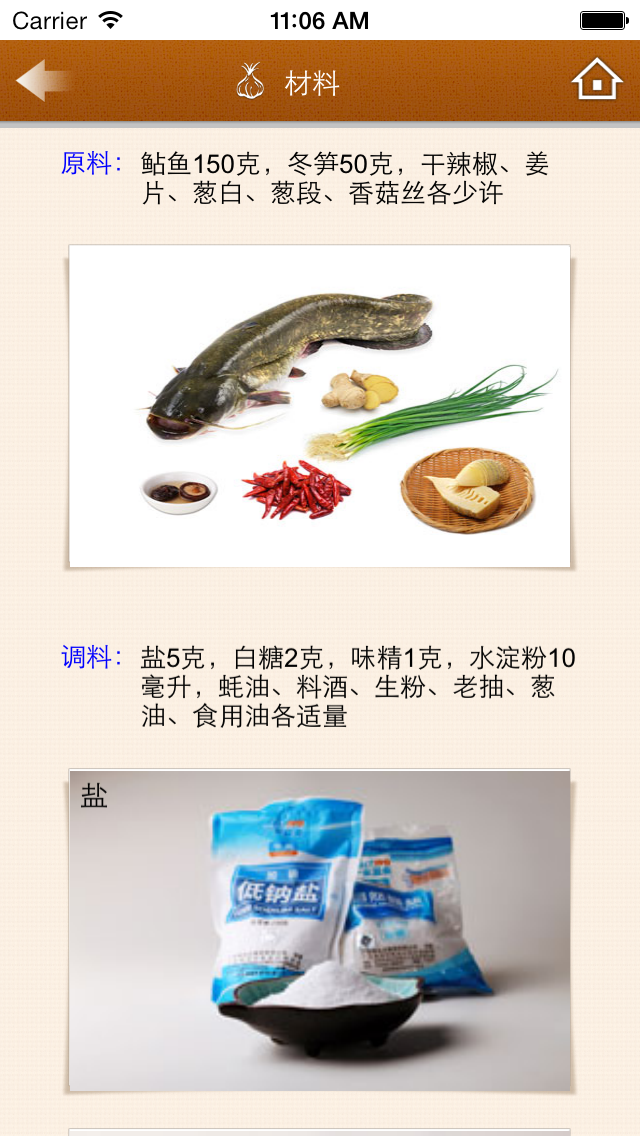 Carrier 11:06 AM
材料
原料： 鲇鱼150克，冬笋50克，干辣椒、姜
片、葱白、葱段、香菇丝各少许
调料： 盐5克，白糖2克，味精1克，水淀粉10
毫升，蚝油、料酒、生粉、老抽、葱
油、食用油各适量
盐
低钠盐